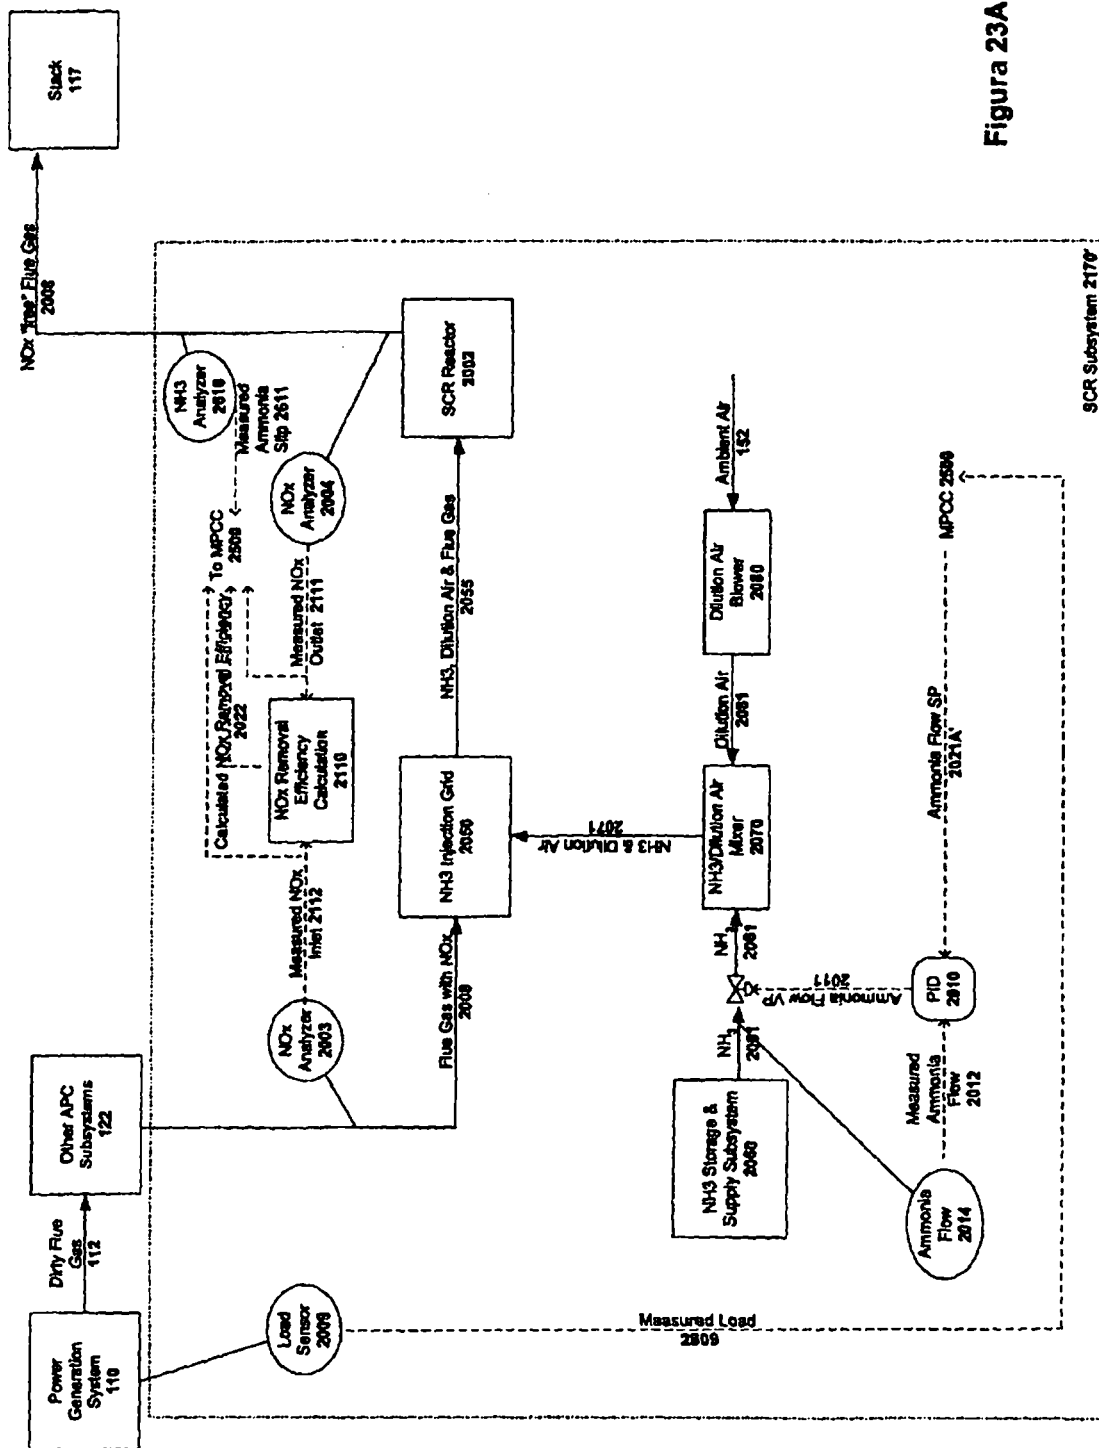 Power
Generation
System
110
Dirty Flue
Gas
112
Other APC
Subsystems
122
NOx "free" Flue Gas
2008
Stack
117
Load
Sensor
2009
NOx
Analyzer
2003
Measured NOx
Inlet 2112
Calculated NOx Removal Efficiency
2022
NOx Removal
Efficiency
Calculation
2110
To MPCC
2509
Measured NOx
Outlet 2111
NOx
Analyzer
2004
NH3
Analyzer
2610
Measured
Ammonia
Slip 2611
Flue Gas with NOx
2008
NH3 Injection Grid
2050
NH3, Dilution Air & Flue Gas
2055
SCR Reactor
2002
NH3 & Dilution Air
2071
NH3 Storage &
Supply Subsystem
2060
NH3
2061
NH3
2061
NH3/Dilution Air
Mixer
2070
Dilution Air
2081
Dilution Air
Blower
2080
Ambient Air
152
Ammonia Flow VP
2011
Ammonia
Flow
2014
Measured
Ammonia
Flow
2012
PID
2010
Ammonia Flow SP
2021A'
MPCC 2500
Measured Load
2809
SCR Subsystem 2170'
Figura 23A